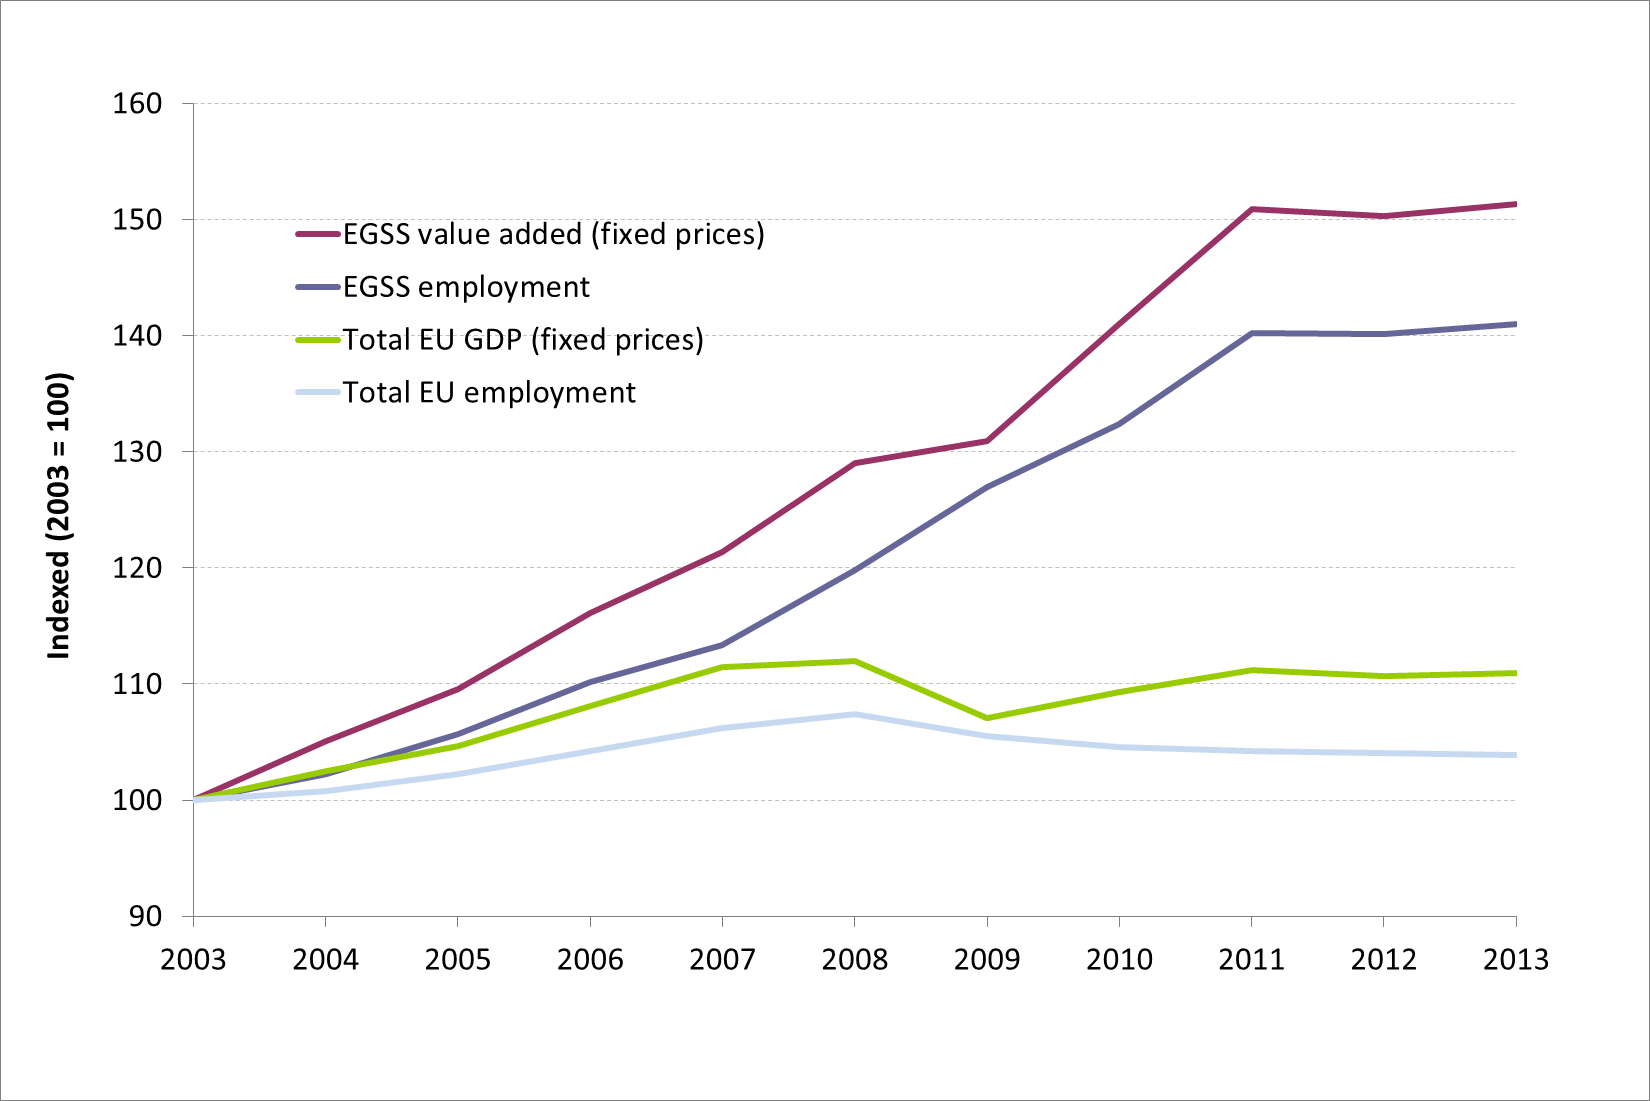 160
150
140
130
120
110
100
90
Indexed (2003 = 100)
EGSS value added (fixed prices)
EGSS employment
Total EU GDP (fixed prices)
Total EU employment
2003 2004 2005 2006 2007 2008 2009 2010 2011 2012 2013